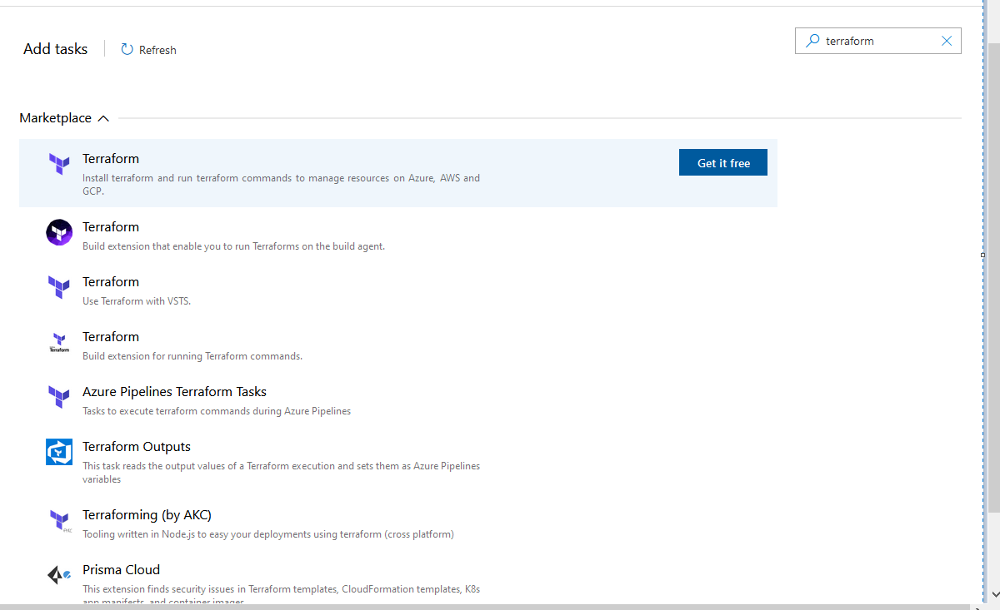 Add tasks
Refresh
terraform
Marketplace
Terraform
Get it free
Install terraform and run terraform commands to manage resources on Azure, AWS and
GCP.
Terraform
Build extension that enable you to run Terraforms on the build agent.
Terraform
Use Terraform with VSTS.
Terraform
Terraform
Build extension for running Terraform commands.
Azure Pipelines Terraform Tasks
Tasks to execute terraform commands during Azure Pipelines
Terraform Outputs
This task reads the output values of a Terraform execution and sets them as Azure Pipelines
variables
Terraforming (by AKC)
Tooling written in Node.js to easy your deployments using terraform (cross platform)
Prisma Cloud
This extension finds security issues in Terraform templates, CloudFormation templates, K8s
app manifests, and container images.